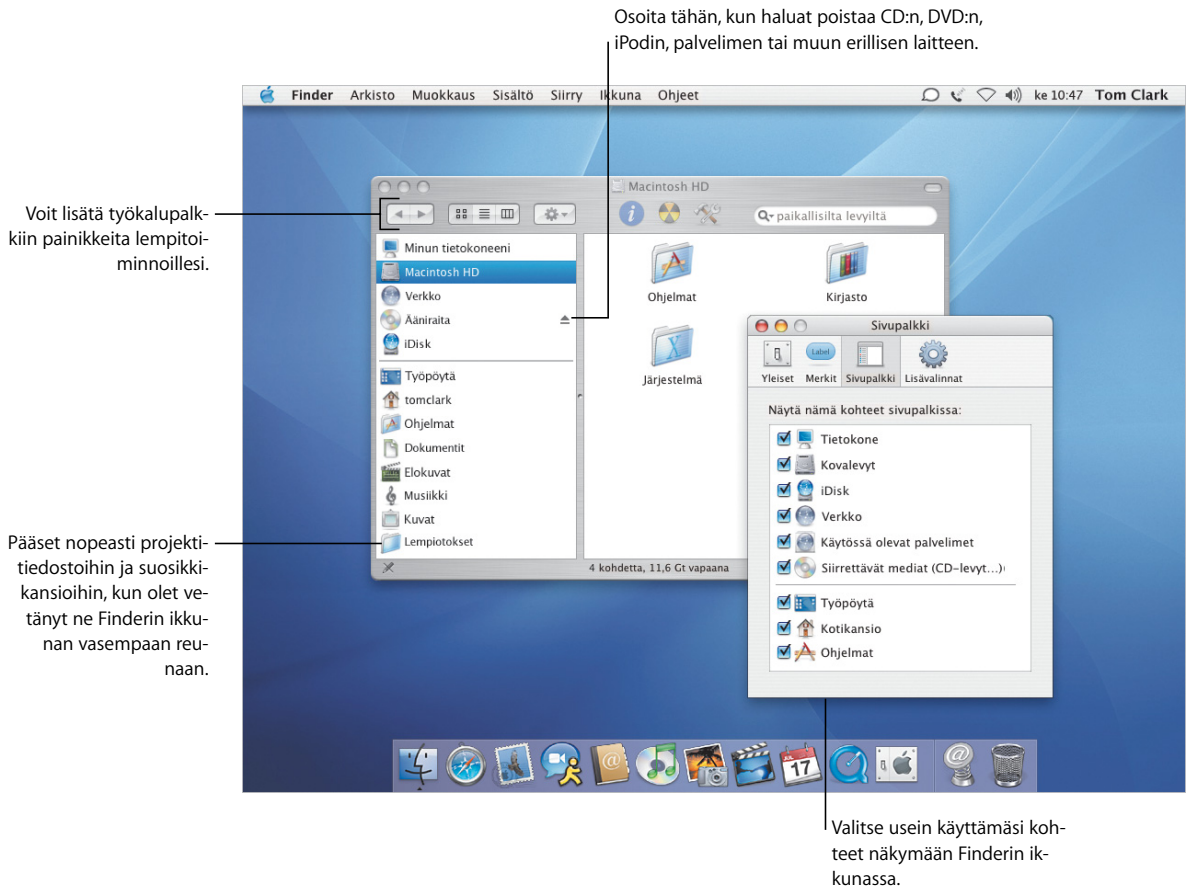 Osoita tähän, kun haluat poistaa CD:n, DVD:n,
iPodin, palvelimen tai muun erillisen laitteen.
Finder Arkisto Muokkaus Sisältö Siirry Ikkuna Ohjeet ke 10:47 Tom Clark
Voit lisätä työkalupalk-
kiin painikkeita lempitoi-
minnoillesi.
Macintosh HD
paikallisilta levyiltä
Minun tietokoneeni
Macintosh HD
Verkko
Ääniraita
iDisk
Työpöytä
tomclark
Ohjelmat
Dokumentit
Elokuvat
Musiikki
Kuvat
Lempiotokset
Ohjelmat
Kirjasto
Järjestelmä
4 kohdetta, 11,6 Gt vapaana
Sivupalkki
Label
Yleiset Merkit Sivupalkki Lisävalinnat
Näytä nämä kohteet sivupalkissa:
Tietokone
Kovalevyt
iDisk
Verkko
Käytössä olevat palvelimet
Siirrettävät mediat (CD-levyt...)
Työpöytä
Kotikansio
Ohjelmat
Pääset nopeasti projekti-
tiedostoihin ja suosikki-
kansioihin, kun olet ve-
tänyt ne Finderin ikku-
nan vasempaan reu-
naan.
JUL
17
Valitse usein käyttämäsi koh-
teet näkymään Finderin ik-
kunassa.